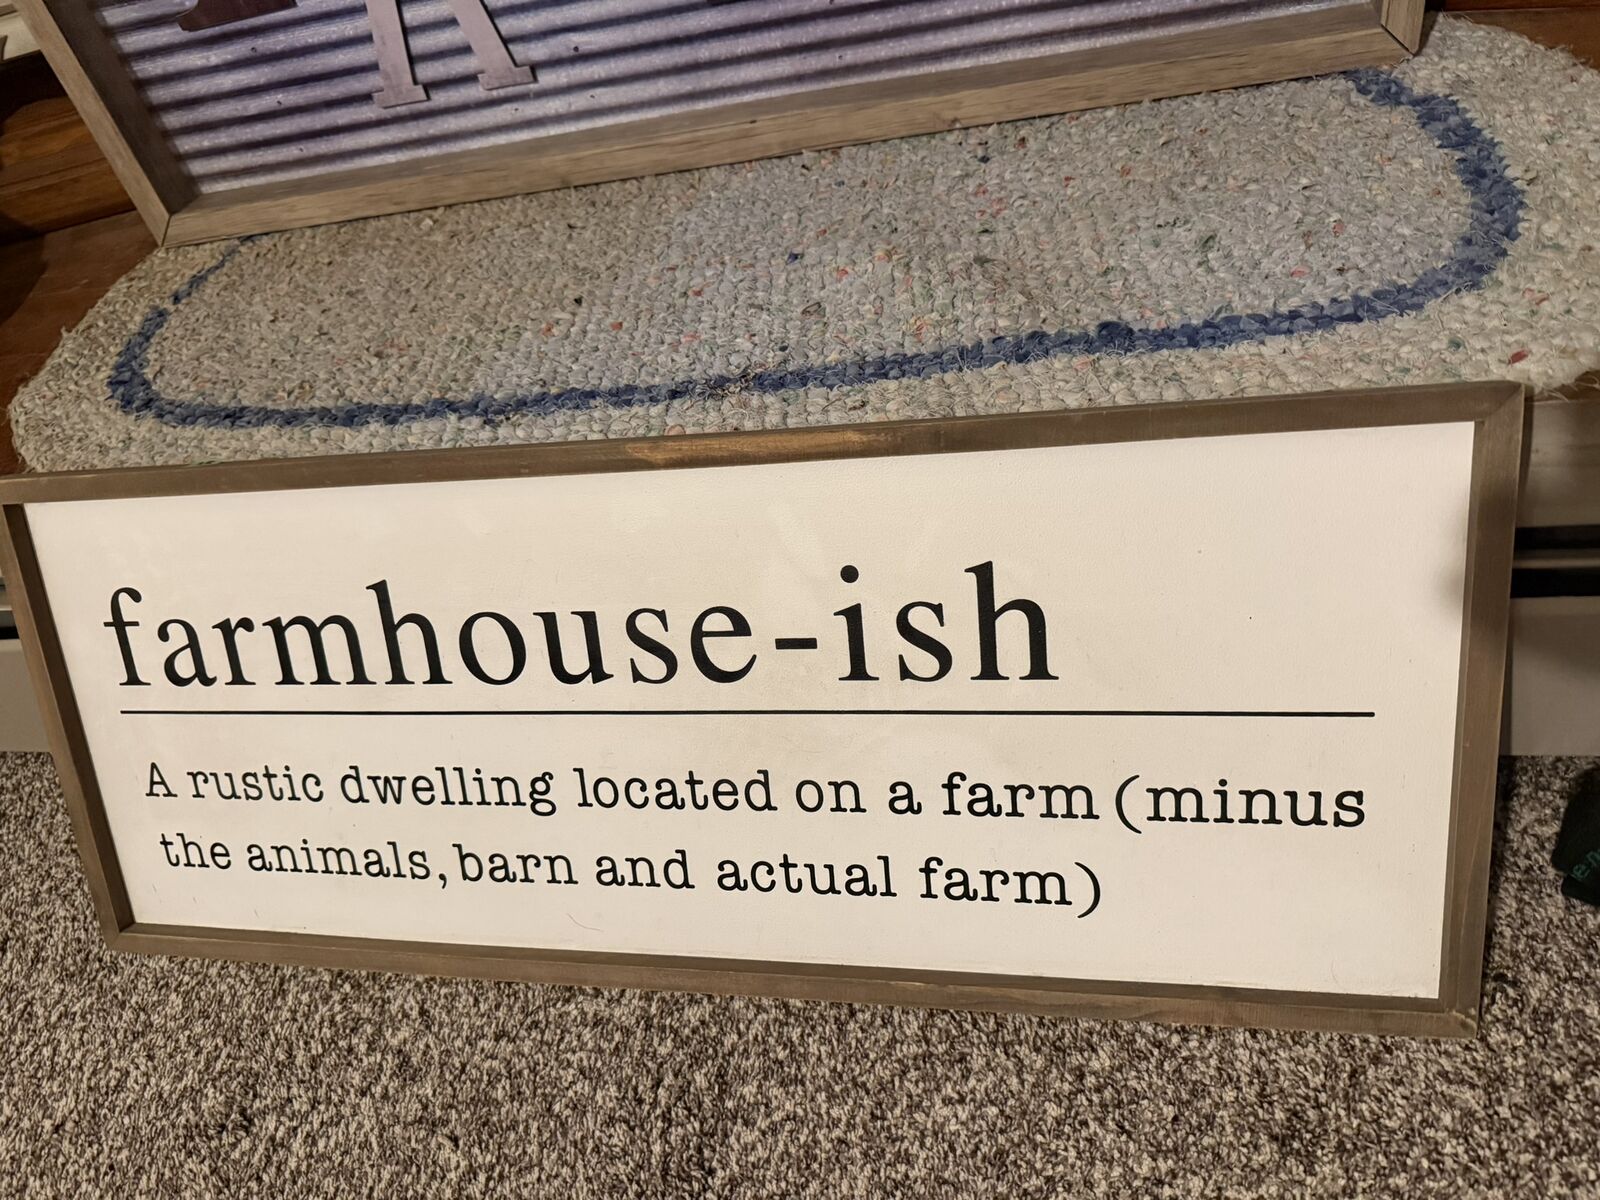 A
farmhouse-ish
A rustic dwelling located on a farm (minus
the animals, barn and actual farm)